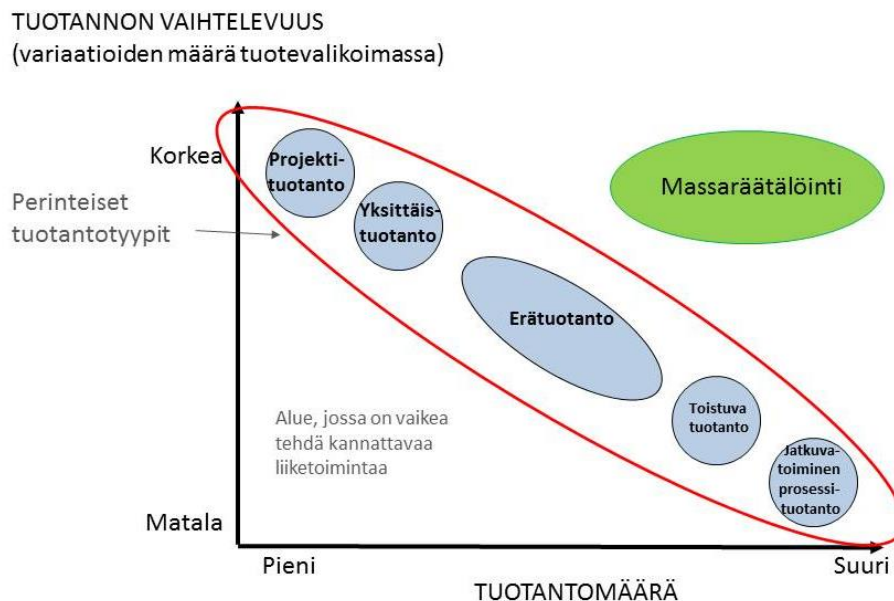 TUOTANNON VAIHTELEVUUS
(variaatioiden määrä tuotevalikoimassa)
Korkea
Projekti-
tuotanto
Massaräätälöinti
Perinteiset
tuotantotyypit
Yksittäis-
tuotanto
Erätuotanto
Toistuva
tuotanto
Alue, jossa on vaikea
tehdä kannattavaa
liiketoimintaa
Jatkuva-
toiminen
prosessi-
tuotanto
Matala
Pieni
Suuri
TUOTANTOMÄÄRÄ